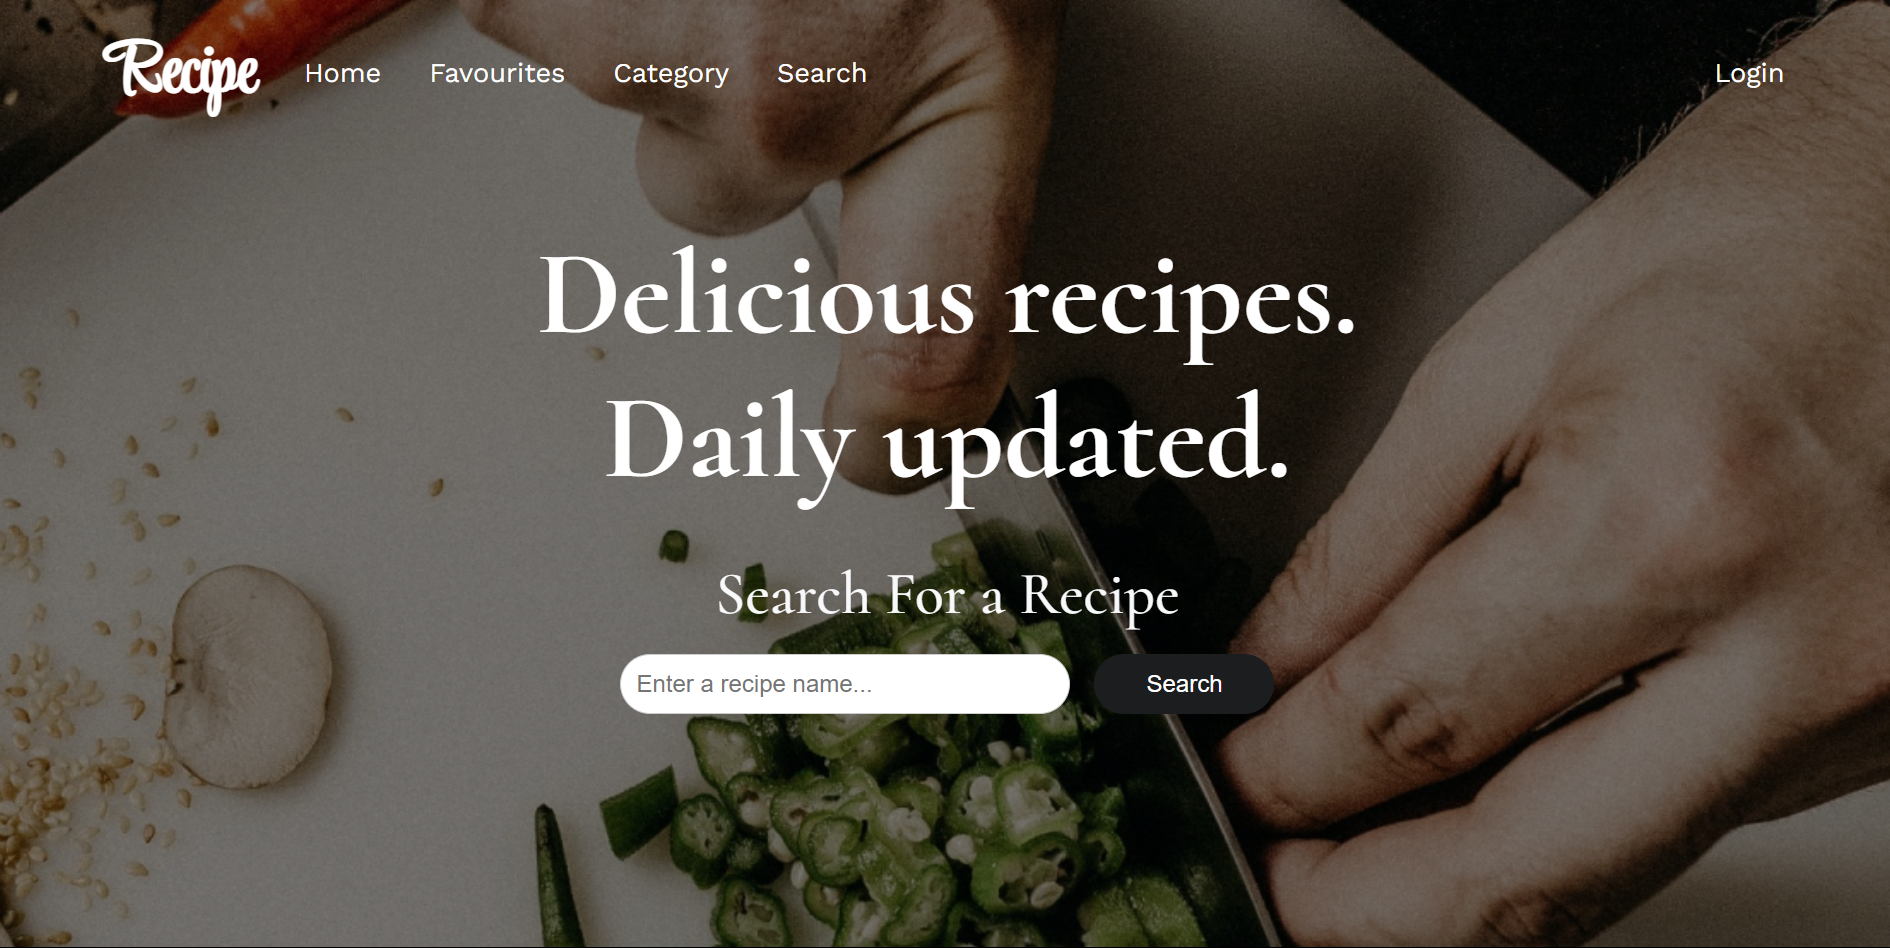 Recipe
Home Favourites Category Search Login
Delicious recipes.
Daily updated.
Search For a Recipe
Enter a recipe name... Search